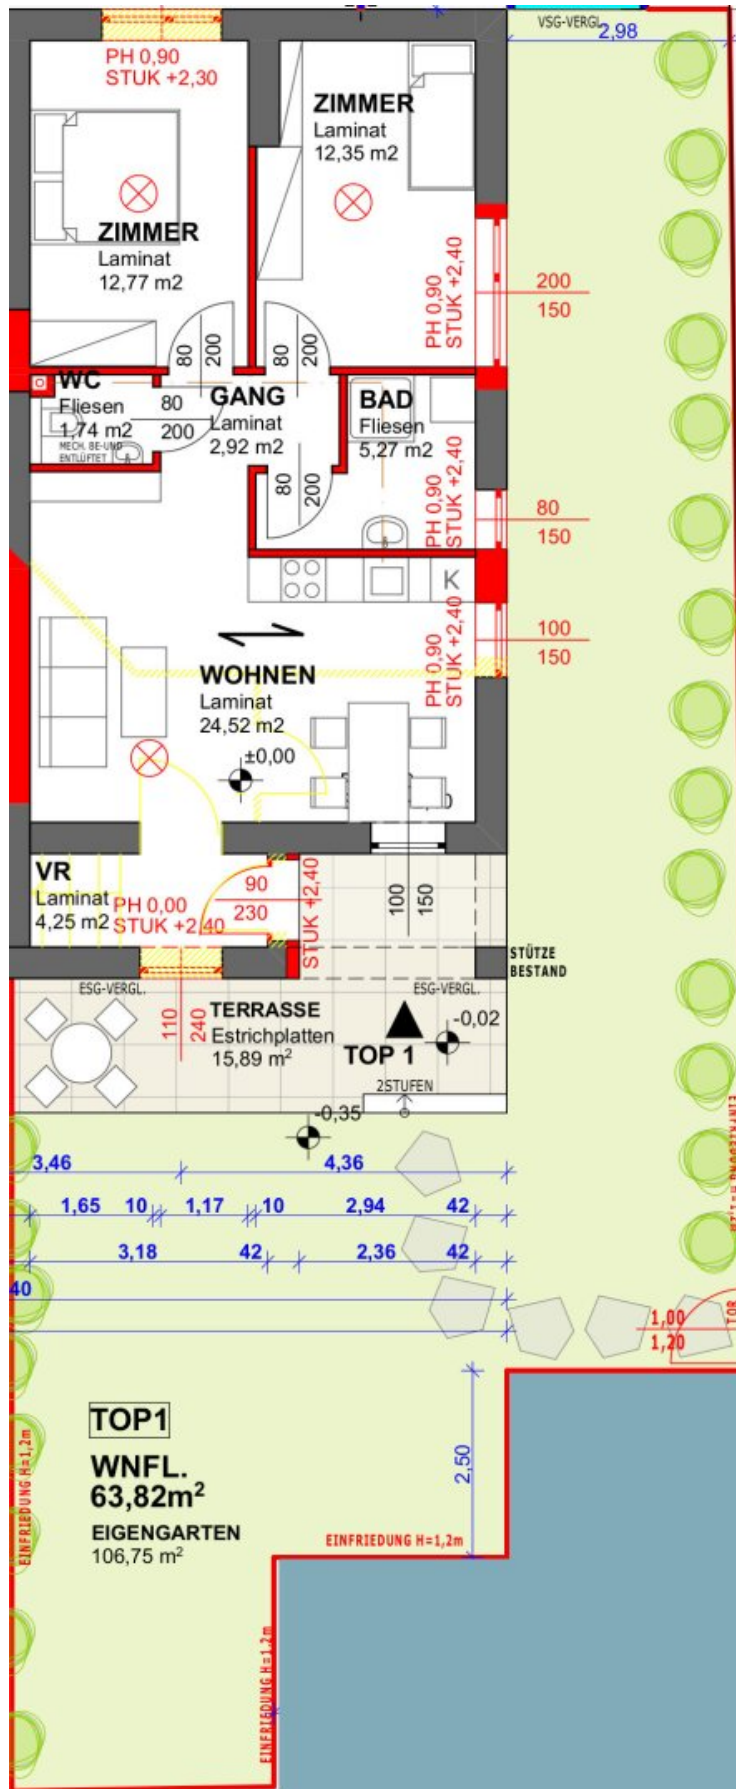 VSG-VERGL.
2,98
PH 0,90
STUK +2,30
ZIMMER
Laminat
12,35 m2
ZIMMER
Laminat
12,77 m2
PH 0,90
STUK +2,40
200
150
80
200
80
200
WC
Fliesen
1,74 m2
MECH. BE-UND
ENTLÜFTET
80
200
GANG
Laminat
2,92 m2
BAD
Fliesen
5,27 m2
80
200
PH 0,90
STUK +2,40
80
150
K
PH 0,90
STUK +2,40
100
150
WOHNEN
Laminat
24,52 m2
±0,00
VR
Laminat
4,25 m2
PH 0,00
STUK +2,40
90
230
STUK +2,40
100
150
STÜTZE
BESTAND
ESG-VERGL.
ESG-VERGL.
110
240
TERRASSE
Estrichplatten
15,89 m²
TOP 1
-0,02
2STUFEN
-0,35
3,46
4,36
1,65
10
1,17
10
2,94
42
3,18
42
2,36
42
40
1,00
1,20
TOR
2,50
TOP1
WNFL.
63,82m²
EIGENGARTEN
106,75 m²
EINFRIEDUNG H=1,2m
EINFRIEDUNG H=1,2m
EINFRIEDUNG H=1,2m
EINFRIEDUNG H=1,2m